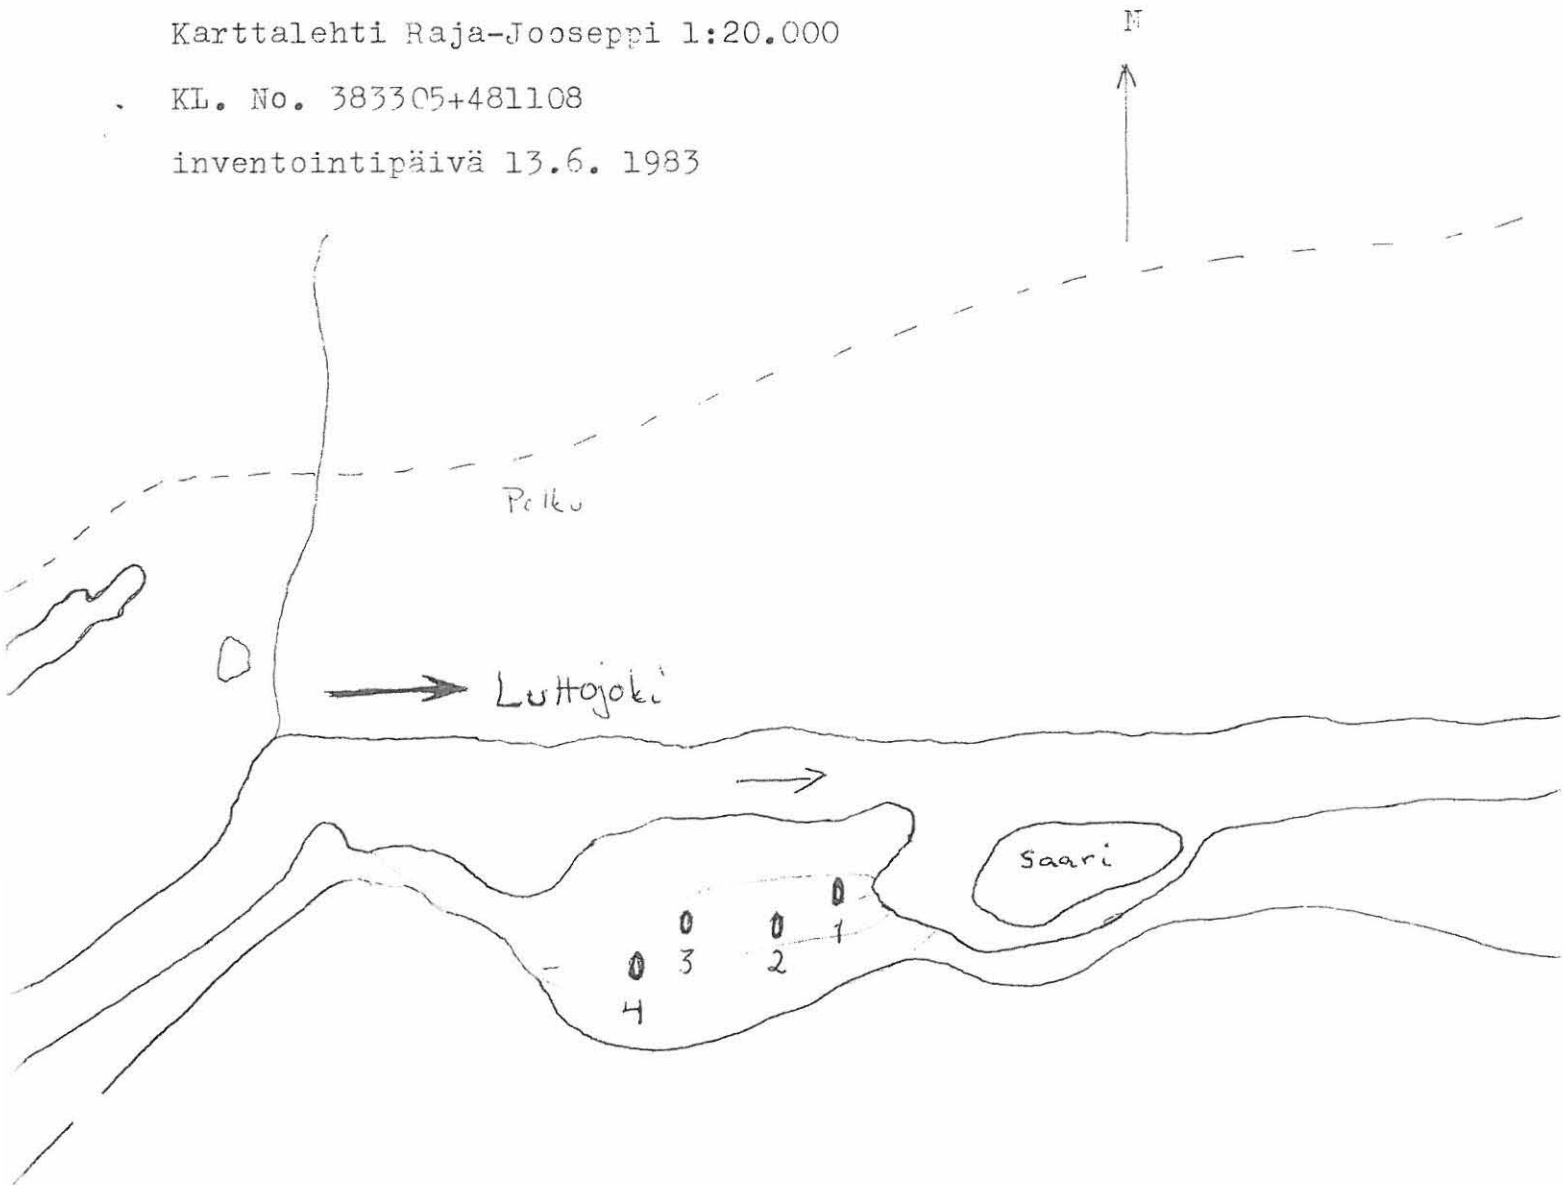 Karttalehti Raja-Jooseppi 1:20.000
N
KL. No. 383305+481108
inventointipäivä 13.6. 1983
Polku
Luttojoki
saari
1
2
3
4